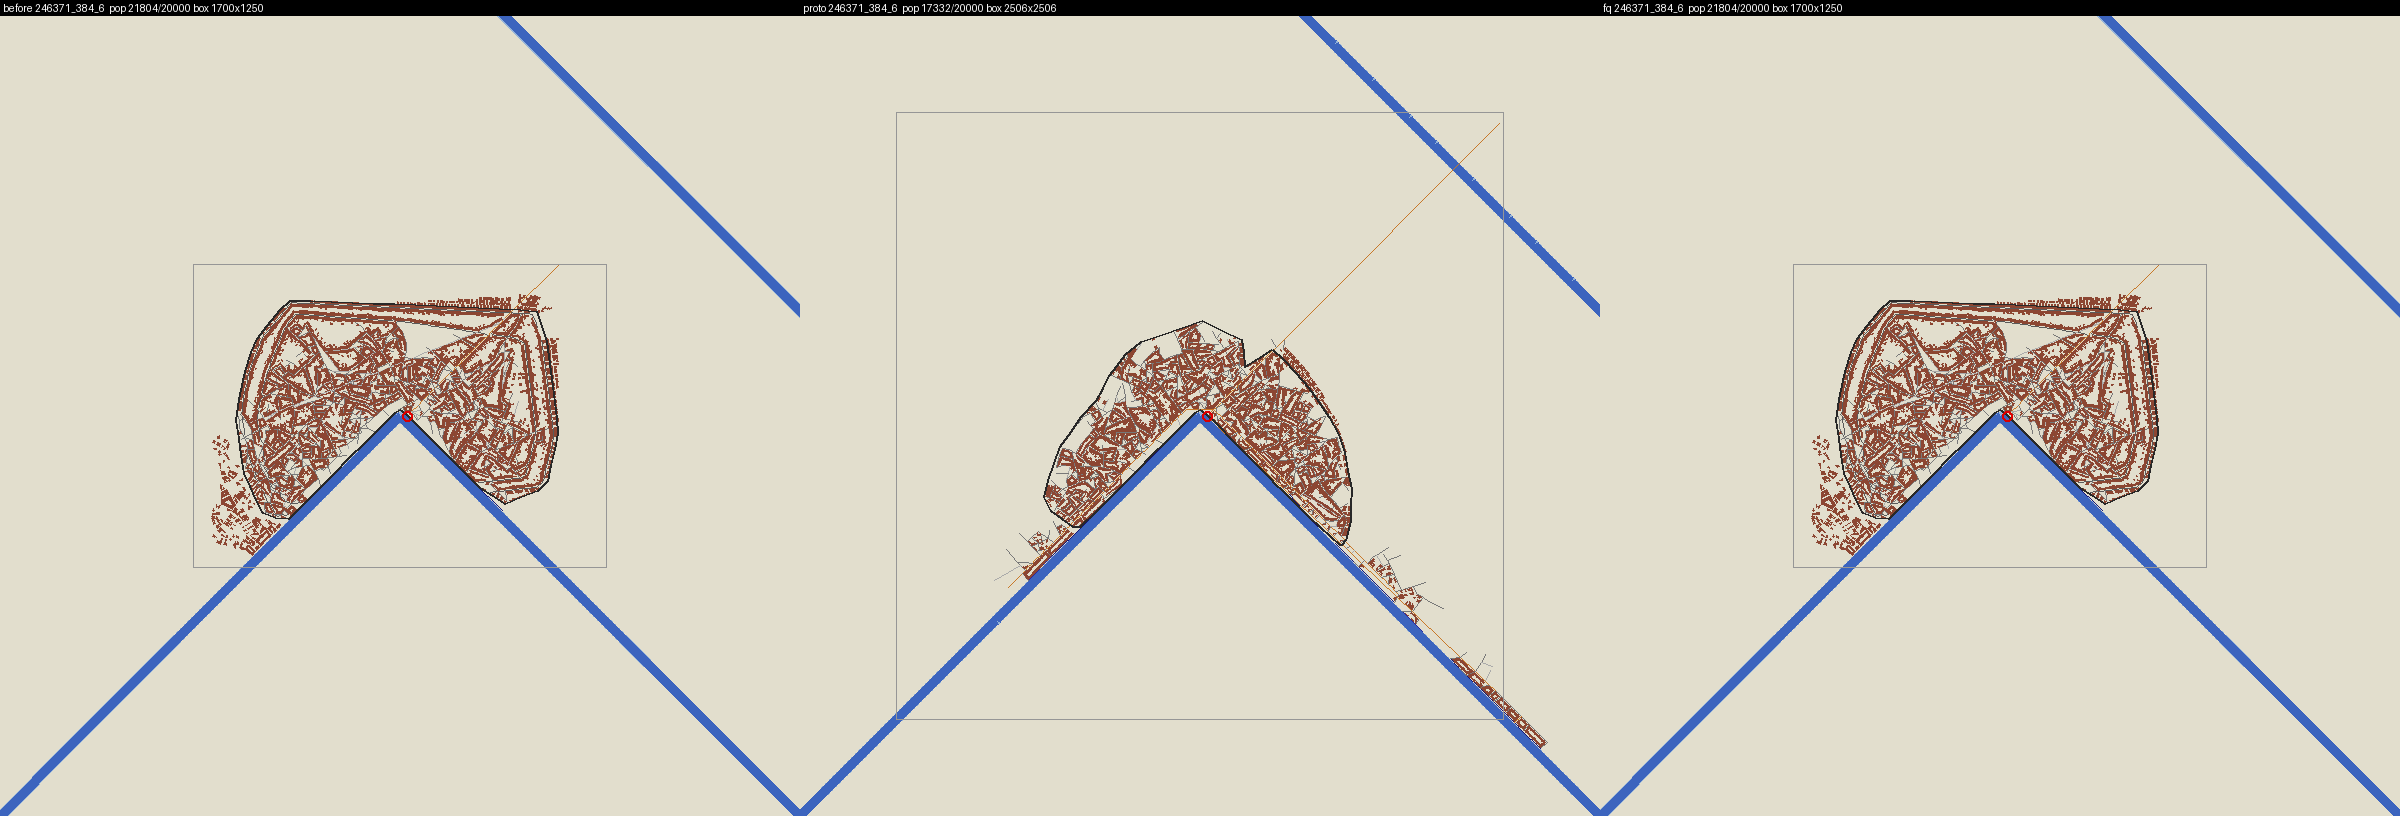 before 246371_384_6 pop 21804/20000 box 1700x1250
proto 246371_384_6 pop 17332/20000 box 2506x2506
fq 246371_384_6 pop 21804/20000 box 1700x1250